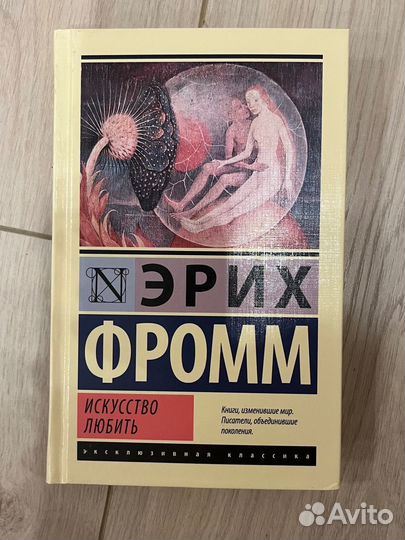 N ЭРИХ
ФРОММ
ИСКУССТВО
ЛЮБИТЬ
Книги, изменившие мир.
Писатели, объединившие
поколения.
эксклюзивная классика
Avito